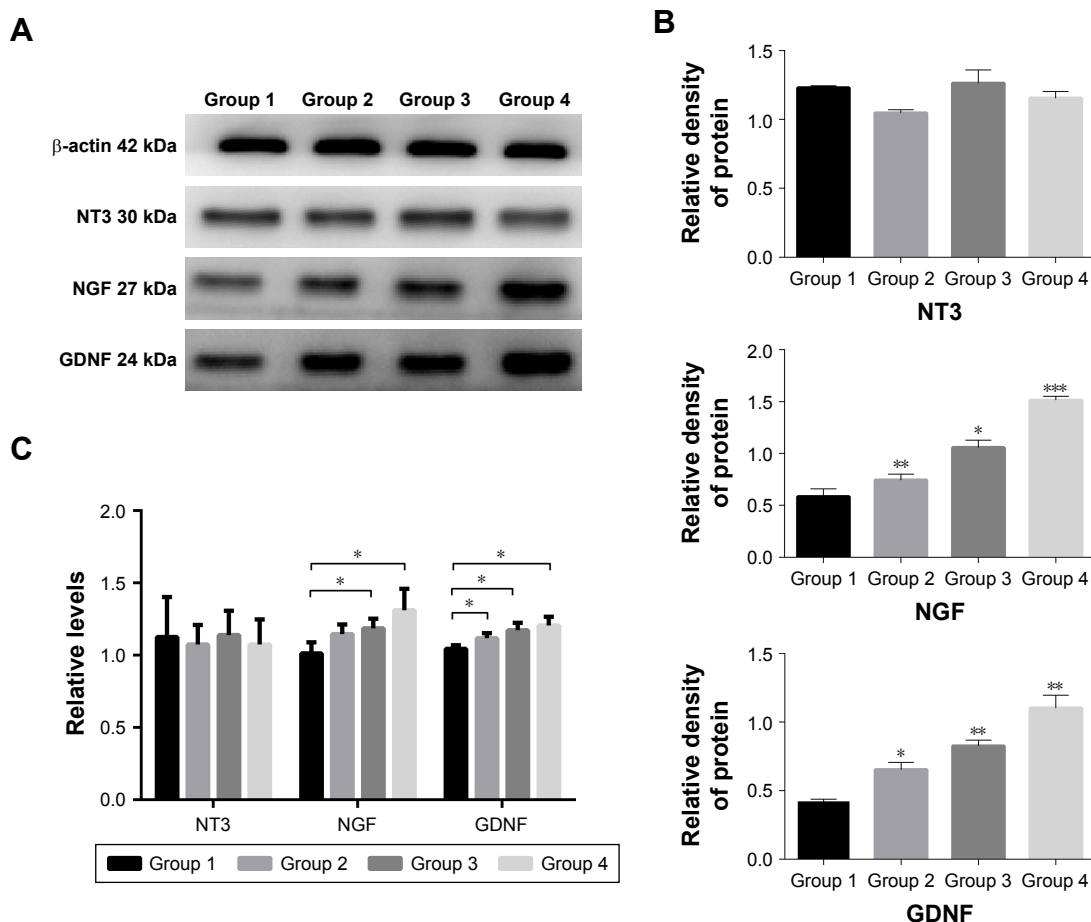 A
Group 1 Group 2 Group 3 Group 4
β-actin 42 kDa
NT3 30 kDa
NGF 27 kDa
GDNF 24 kDa
B
Relative density
of protein
1.5
1.0
0.5
0.0
Group 1 Group 2 Group 3 Group 4
NT3
Relative density
of protein
2.0
1.5
1.0
0.5
0.0
** * ***
Group 1 Group 2 Group 3 Group 4
NGF
Relative density
of protein
1.5
1.0
0.5
0.0
* ** **
Group 1 Group 2 Group 3 Group 4
GDNF
C
Relative levels
2.0
1.5
1.0
0.5
0.0
* *
* * *
NT3 NGF GDNF
Group 1 Group 2 Group 3 Group 4